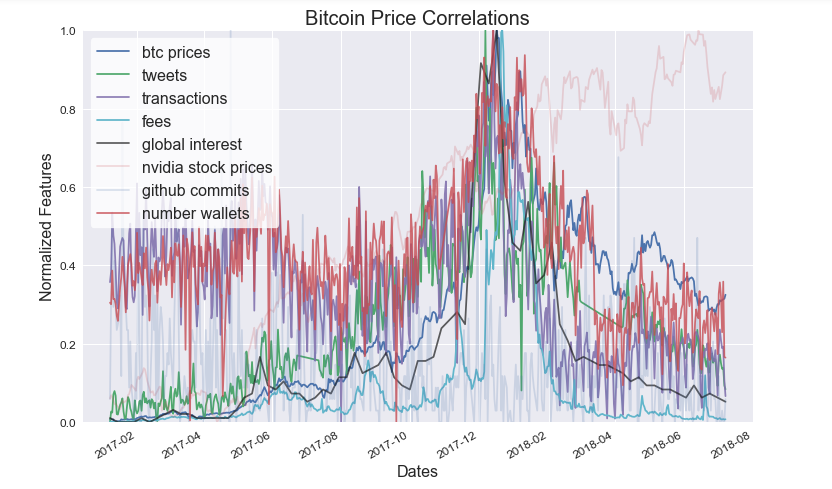 Bitcoin Price Correlations
1.0
0.8
0.6
0.4
0.2
0.0
Normalized Features
btc prices
tweets
transactions
fees
global interest
nvidia stock prices
github commits
number wallets
2017-02
2017-04
2017-06
2017-08
2017-10
2017-12
2018-02
2018-04
2018-06
2018-08
Dates